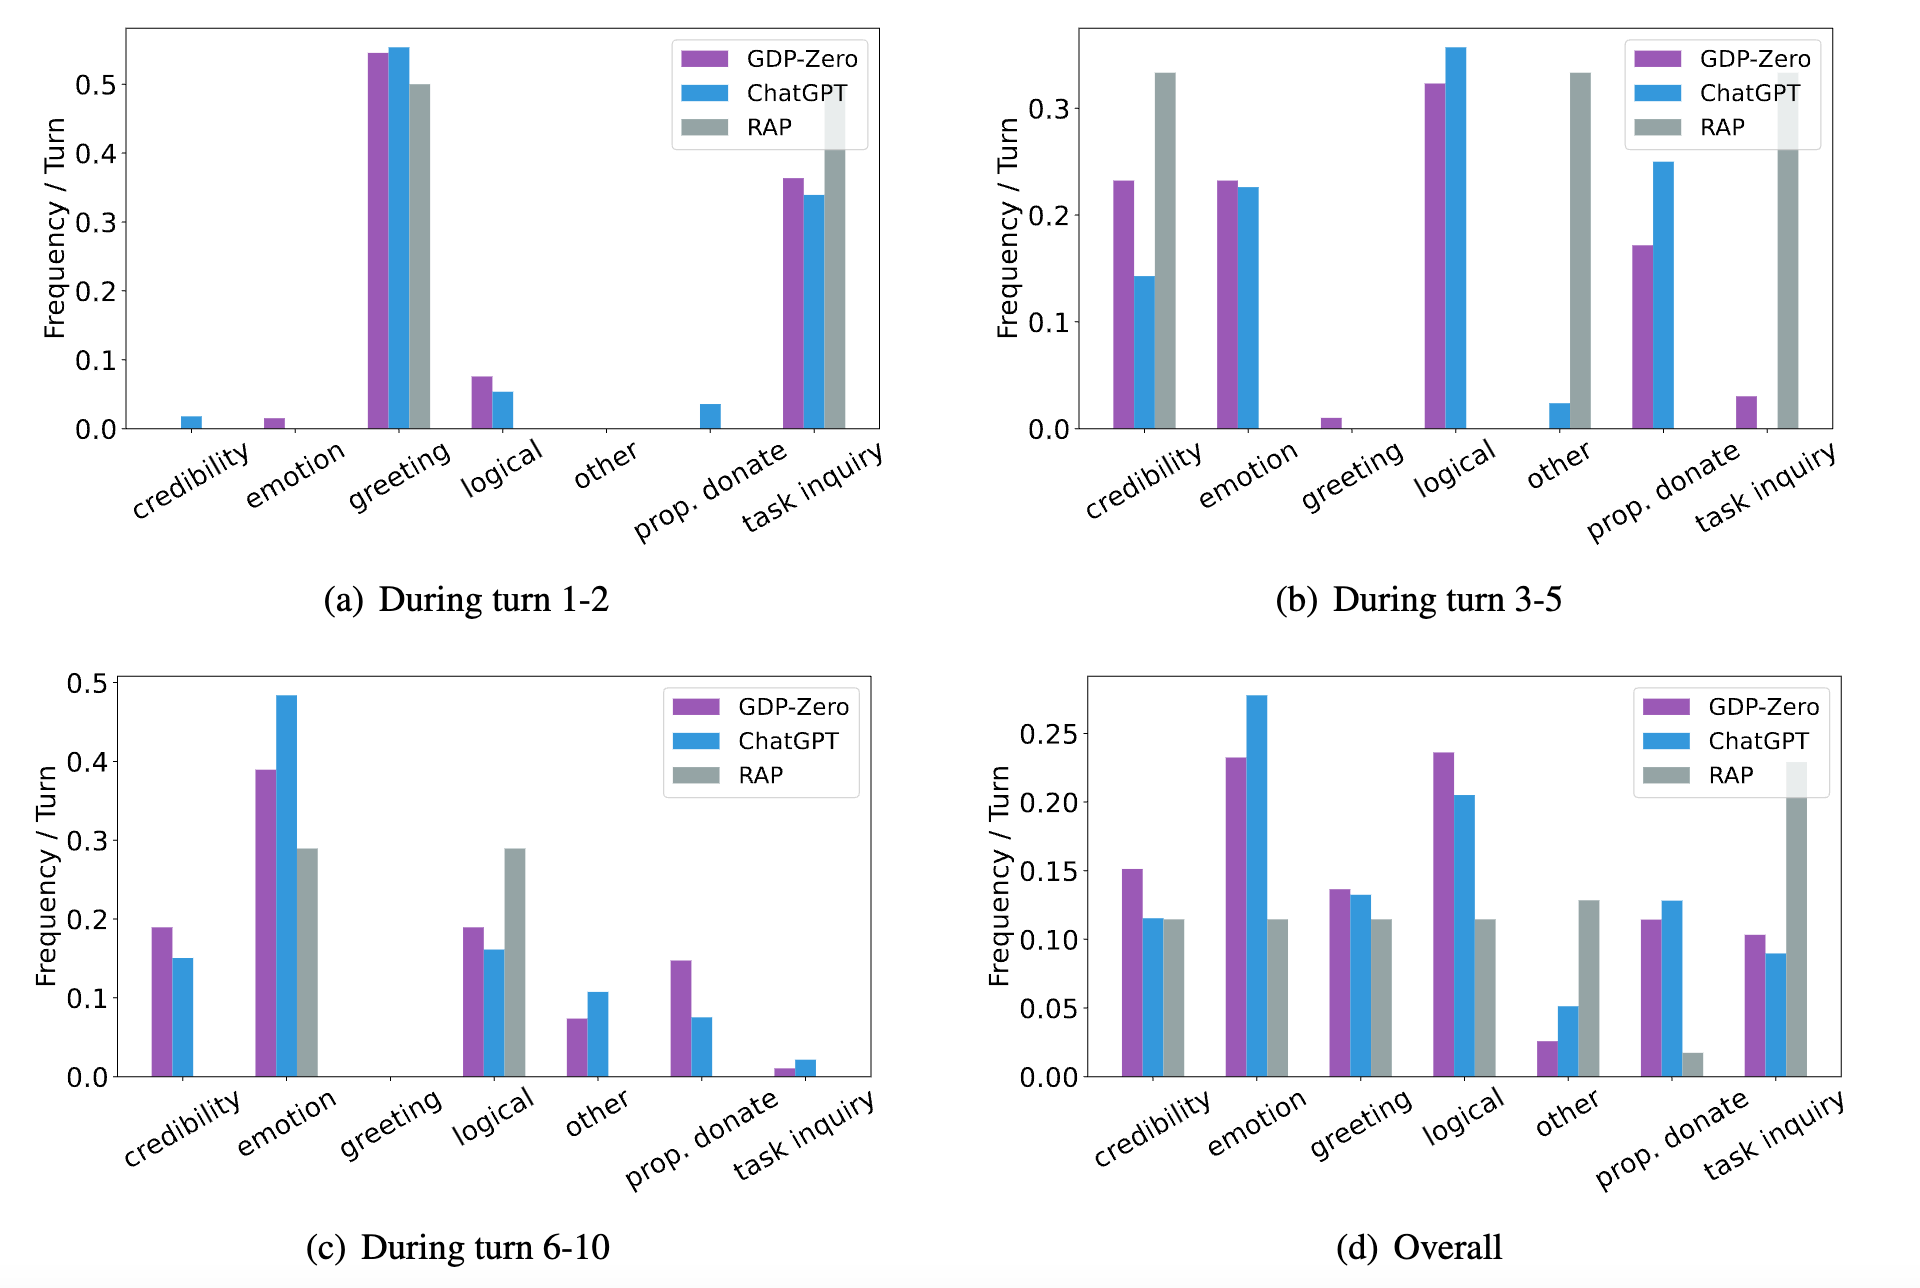 GDP-Zero
ChatGPT
RAP
Frequency / Turn
0.5
0.4
0.3
0.2
0.1
0.0
credibility
emotion
greeting
logical
other
prop. donate
task inquiry
(a) During turn 1-2
GDP-Zero
ChatGPT
RAP
Frequency / Turn
0.3
0.2
0.1
0.0
credibility
emotion
greeting
logical
other
prop. donate
task inquiry
(b) During turn 3-5
GDP-Zero
ChatGPT
RAP
Frequency / Turn
0.5
0.4
0.3
0.2
0.1
0.0
credibility
emotion
greeting
logical
other
prop. donate
task inquiry
(c) During turn 6-10
GDP-Zero
ChatGPT
RAP
Frequency / Turn
0.25
0.20
0.15
0.10
0.05
0.00
credibility
emotion
greeting
logical
other
prop. donate
task inquiry
(d) Overall